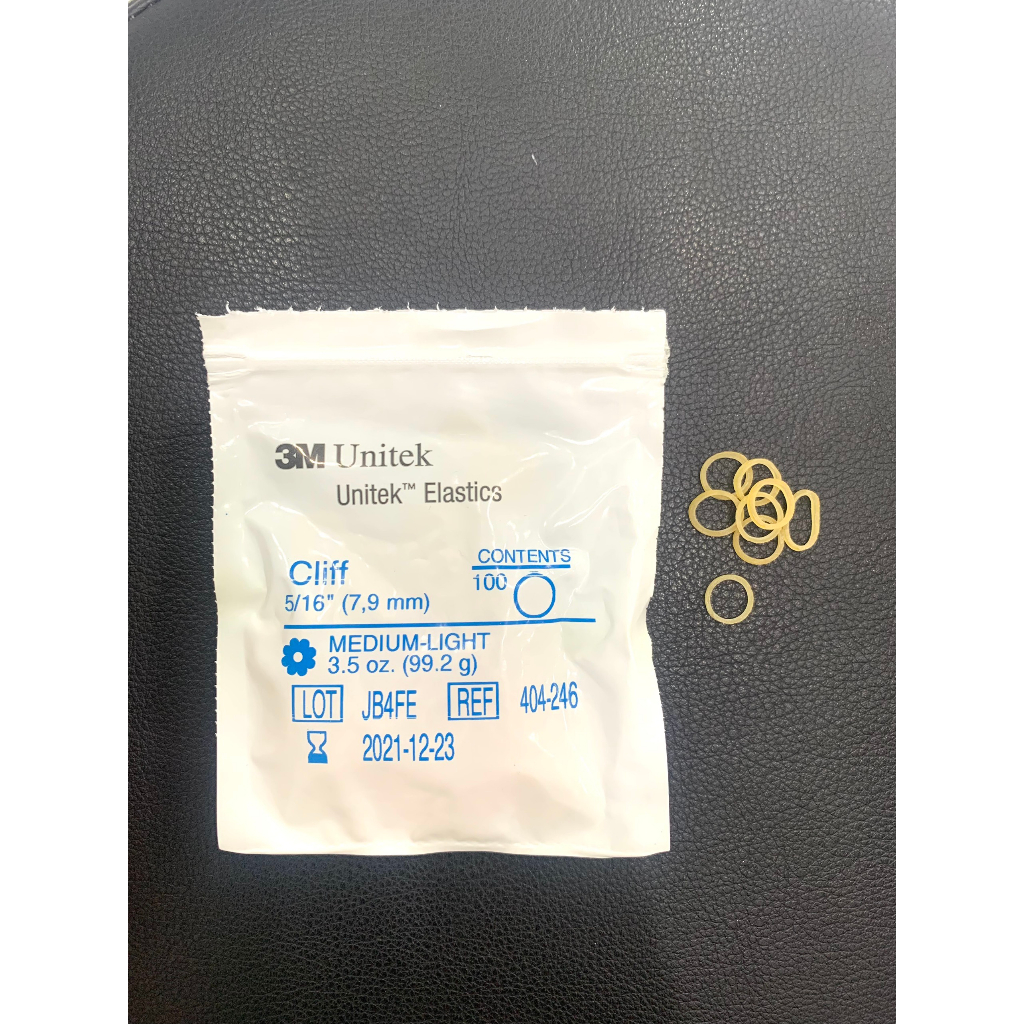 3M Unitek
Unitek™ Elastics
CONTENTS
100
Cliff
5/16" (7,9 mm)
MEDIUM-LIGHT
3.5 oz. (99.2 g)
LOT JB4FE REF 404-246
2021-12-23